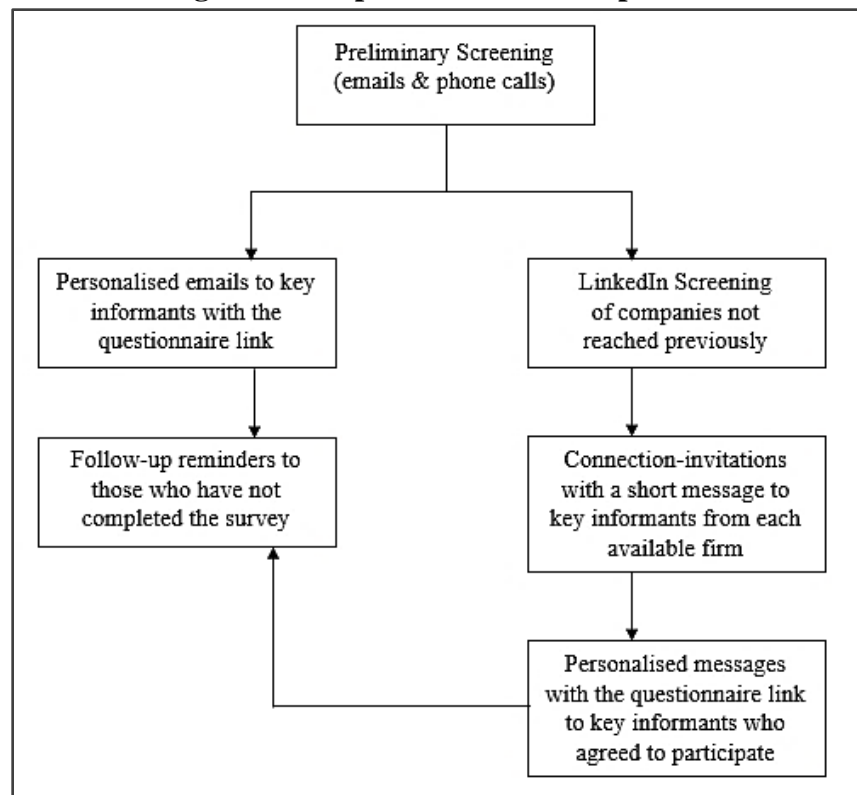 Preliminary Screening
(emails & phone calls)
Personalised emails to key
informants with the
questionnaire link
LinkedIn Screening
of companies not
reached previously
Follow-up reminders to
those who have not
completed the survey
Connection-invitations
with a short message to
key informants from each
available firm
Personalised messages
with the questionnaire link
to key informants who
agreed to participate